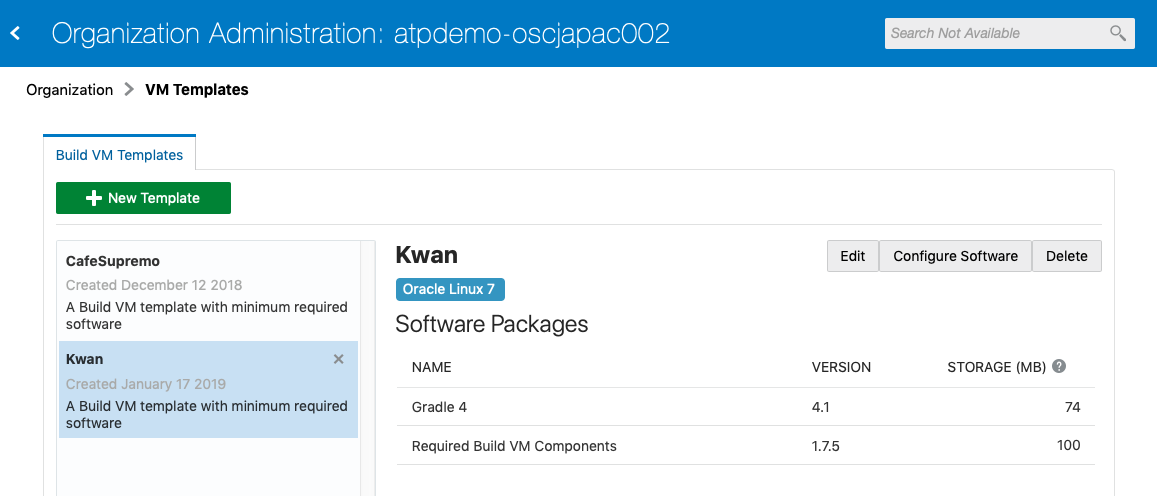 Organization Administration: atpdemo-oscjapac002
Search Not Available
Organization > VM Templates
Build VM Templates
New Template
CafeSupremo
Created December 12 2018
A Build VM template with minimum required
software
Kwan
Created January 17 2019
A Build VM template with minimum required
software
Kwan
Edit Configure Software Delete
Oracle Linux 7
Software Packages
NAME VERSION STORAGE (MB) ?
Gradle 4 4.1 74
Required Build VM Components 1.7.5 100